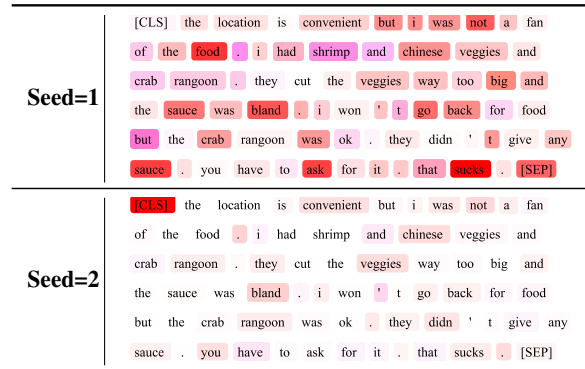 [CLS] the location is convenient but i was not a fan
of the food . i had shrimp and chinese veggies and
crab rangoon . they cut the veggies way too big and
Seed=1
the sauce was bland . i won ' t go back for food
but the crab rangoon was ok . they didn ' t give any
sauce . you have to ask for it . that sucks . [SEP]
[CLS] the location is convenient but i was not a fan
of the food . i had shrimp and chinese veggies and
crab rangoon . they cut the veggies way too big and
Seed=2
the sauce was bland . i won ' t go back for food
but the crab rangoon was ok . they didn ' t give any
sauce . you have to ask for it . that sucks . [SEP]